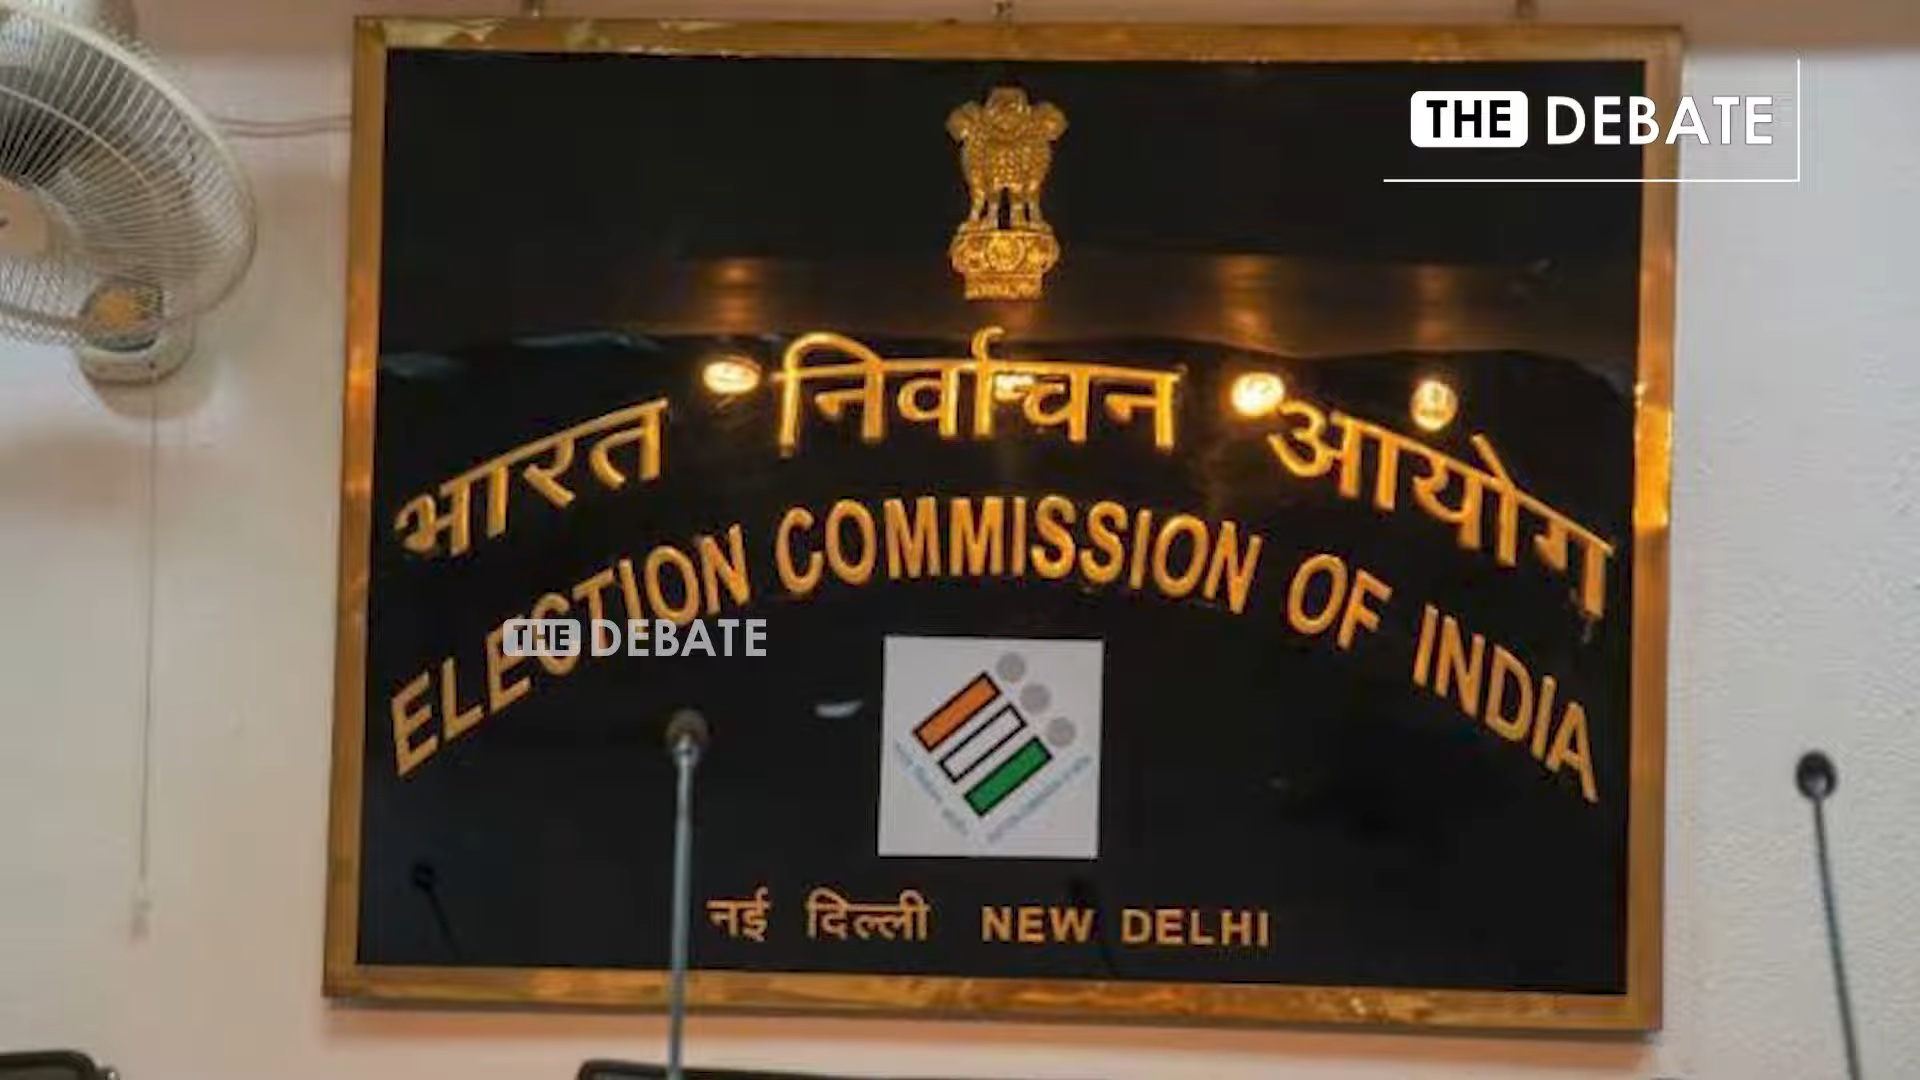 THE DEBATE
भारत निर्वाचन आयोग
ELECTION COMMISSION OF INDIA
THE DEBATE
नई दिल्ली NEW DELHI